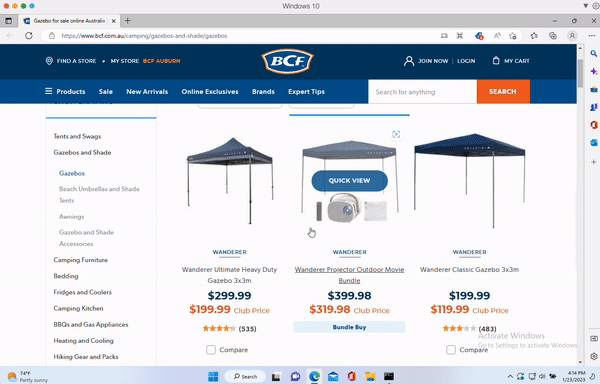 Windows 10
Gazebo for sale online Australia |
https://www.bcf.com.au/camping/gazebos-and-shade/gazebos
FIND A STORE • MY STORE BCF AUBURN
BCF
JOIN NOW | LOGIN
MY CART
Products Sale New Arrivals Online Exclusives Brands Expert Tips
Search for anything
SEARCH
Tents and Swags
Gazebos and Shade
Gazebos
Beach Umbrellas and Shade
Tents
Awnings
Gazebo and Shade
Accessories
Camping Furniture
Bedding
Fridges and Coolers
Camping Kitchen
BBQs and Gas Appliances
Heating and Cooling
Hiking Gear and Packs
WANDERER
Wanderer Ultimate Heavy Duty
Gazebo 3x3m
$299.99
$199.99 Club Price
(535)
Compare
QUICK VIEW
WANDERER
Wanderer Projector Outdoor Movie
Bundle
$399.98
$319.98 Club Price
Bundle Buy
WANDERER
Wanderer Classic Gazebo 3x3m
$199.99
$119.99 Club Price
(483)
Compare
Activate Windows
Go to Settings to activate Windows.
74°F
Partly sunny
Search
4:14 PM
1/23/2023